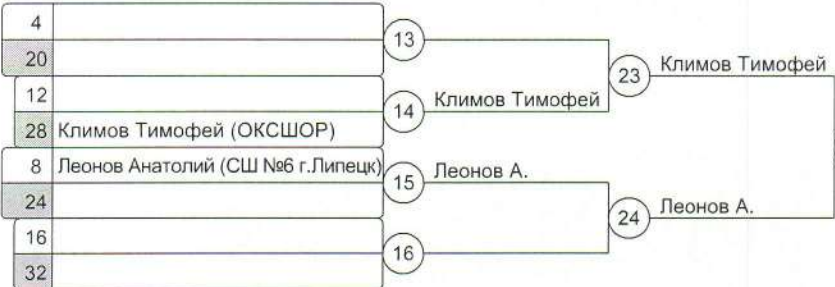 4
13
20
Климов Тимофей
23
12
14
Климов Тимофей
28 Климов Тимофей (ОКСШОР)
8 Леонов Анатолий (СШ №6 г.Липецк)
15
Леонов А.
24
Леонов А.
24
16
16
32